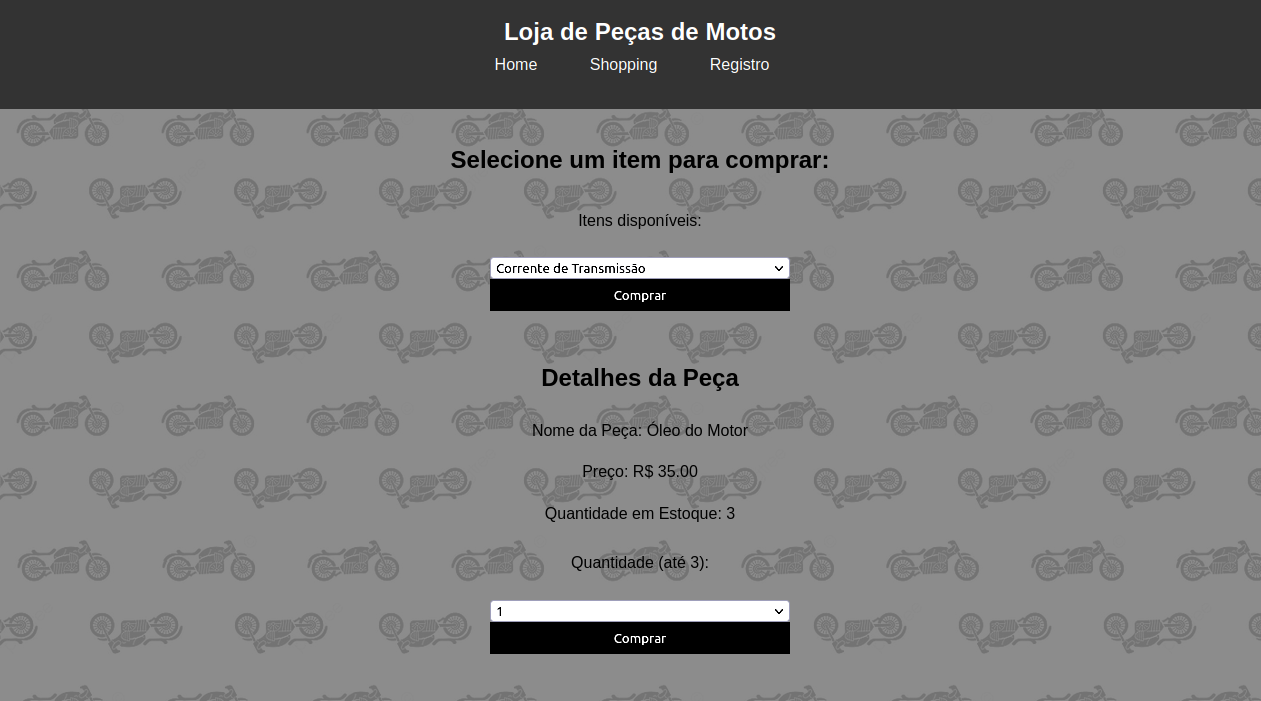 Loja de Peças de Motos
Home Shopping Registro
Selecione um item para comprar:
Itens disponíveis:
Corrente de Transmissão
Comprar
Detalhes da Peça
Nome da Peça: Óleo do Motor
Preço: R$ 35.00
Quantidade em Estoque: 3
Quantidade (até 3):
1
Comprar